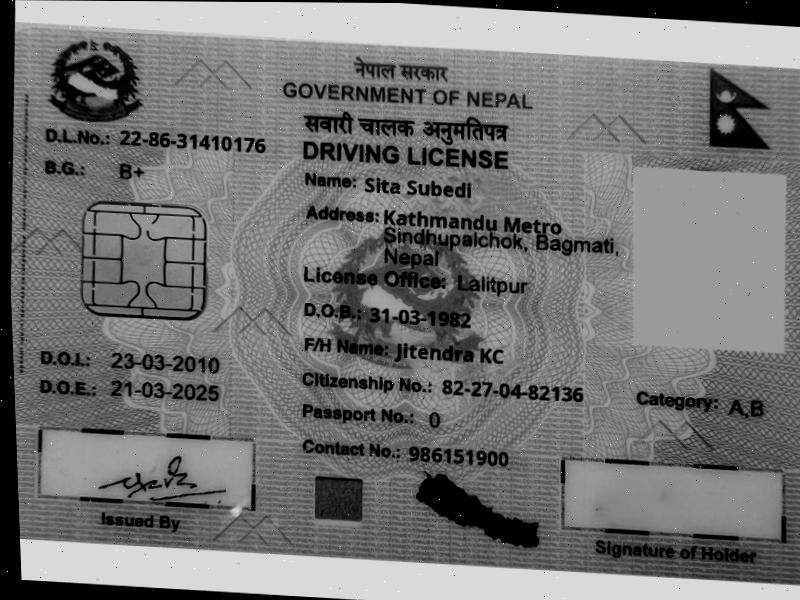 नेपाल सरकार
GOVERNMENT OF NEPAL
सवारी चालक अनुमतिपत्र
DRIVING LICENSE
D.L.No.: 22-86-31410176
B.G.: B+
Name: Sita Subedi
Address: Kathmandu Metro
Sindhupalchok, Bagmati,
Nepal
License Office: Lalitpur
D.O.B.: 31-03-1982
F/H Name: Jitendra KC
D.O.I.: 23-03-2010
D.O.E.: 21-03-2025
Citizenship No.: 82-27-04-82136
Category: A,B
Passport No.: 0
Contact No.: 986151900
Issued By
Signature of Holder